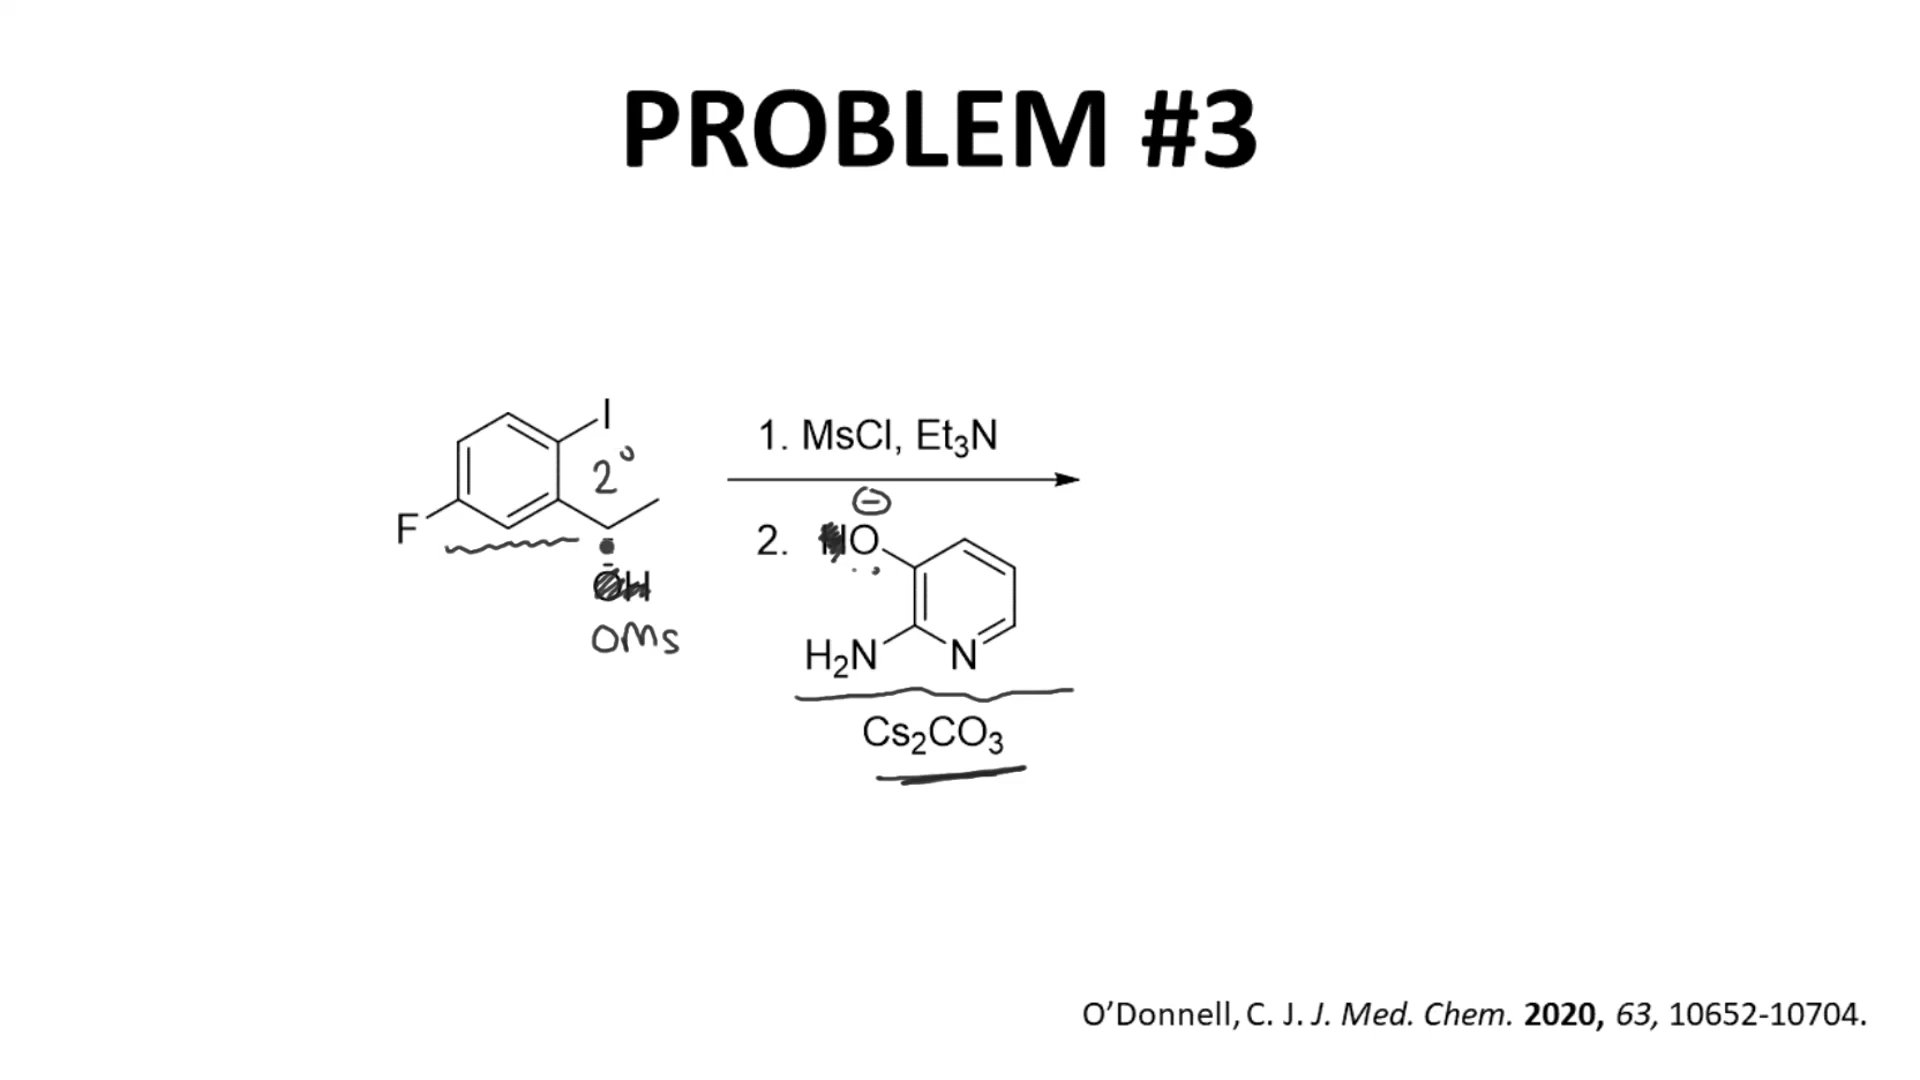 PROBLEM #3
I
2°
F
OH
OMs
1. MsCl, Et₃N
⊖
2. HO
H₂N
N
Cs₂CO₃
O’Donnell, C. J. J. Med. Chem. 2020, 63, 10652-10704.